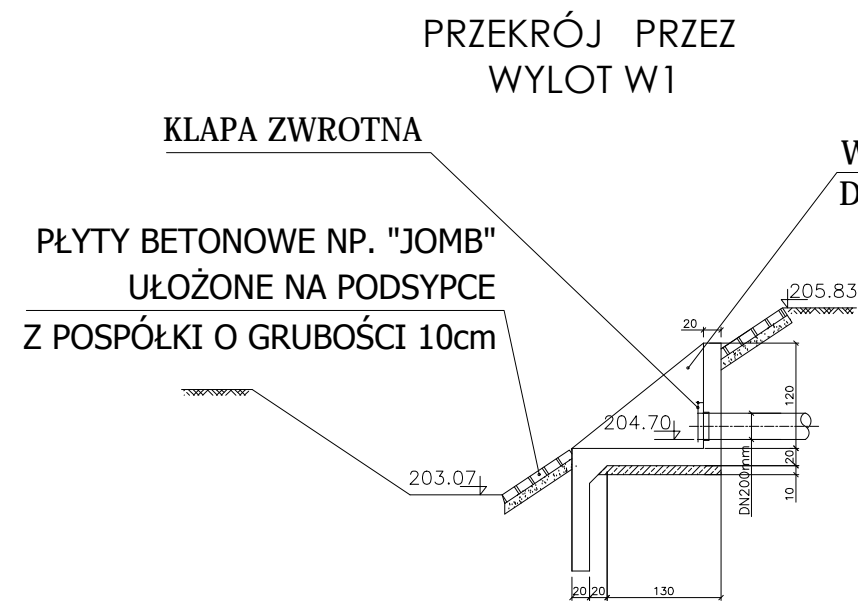 PRZEKRÓJ PRZEZ
WYLOT W1
KLAPA ZWROTNA
W
D
PŁYTY BETONOWE NP. "JOMB"
UŁOŻONE NA PODSYPCE
Z POSPÓŁKI O GRUBOŚCI 10cm
205.83
20
120
204.70
20
203.07
DN200mm
10
20
20
130